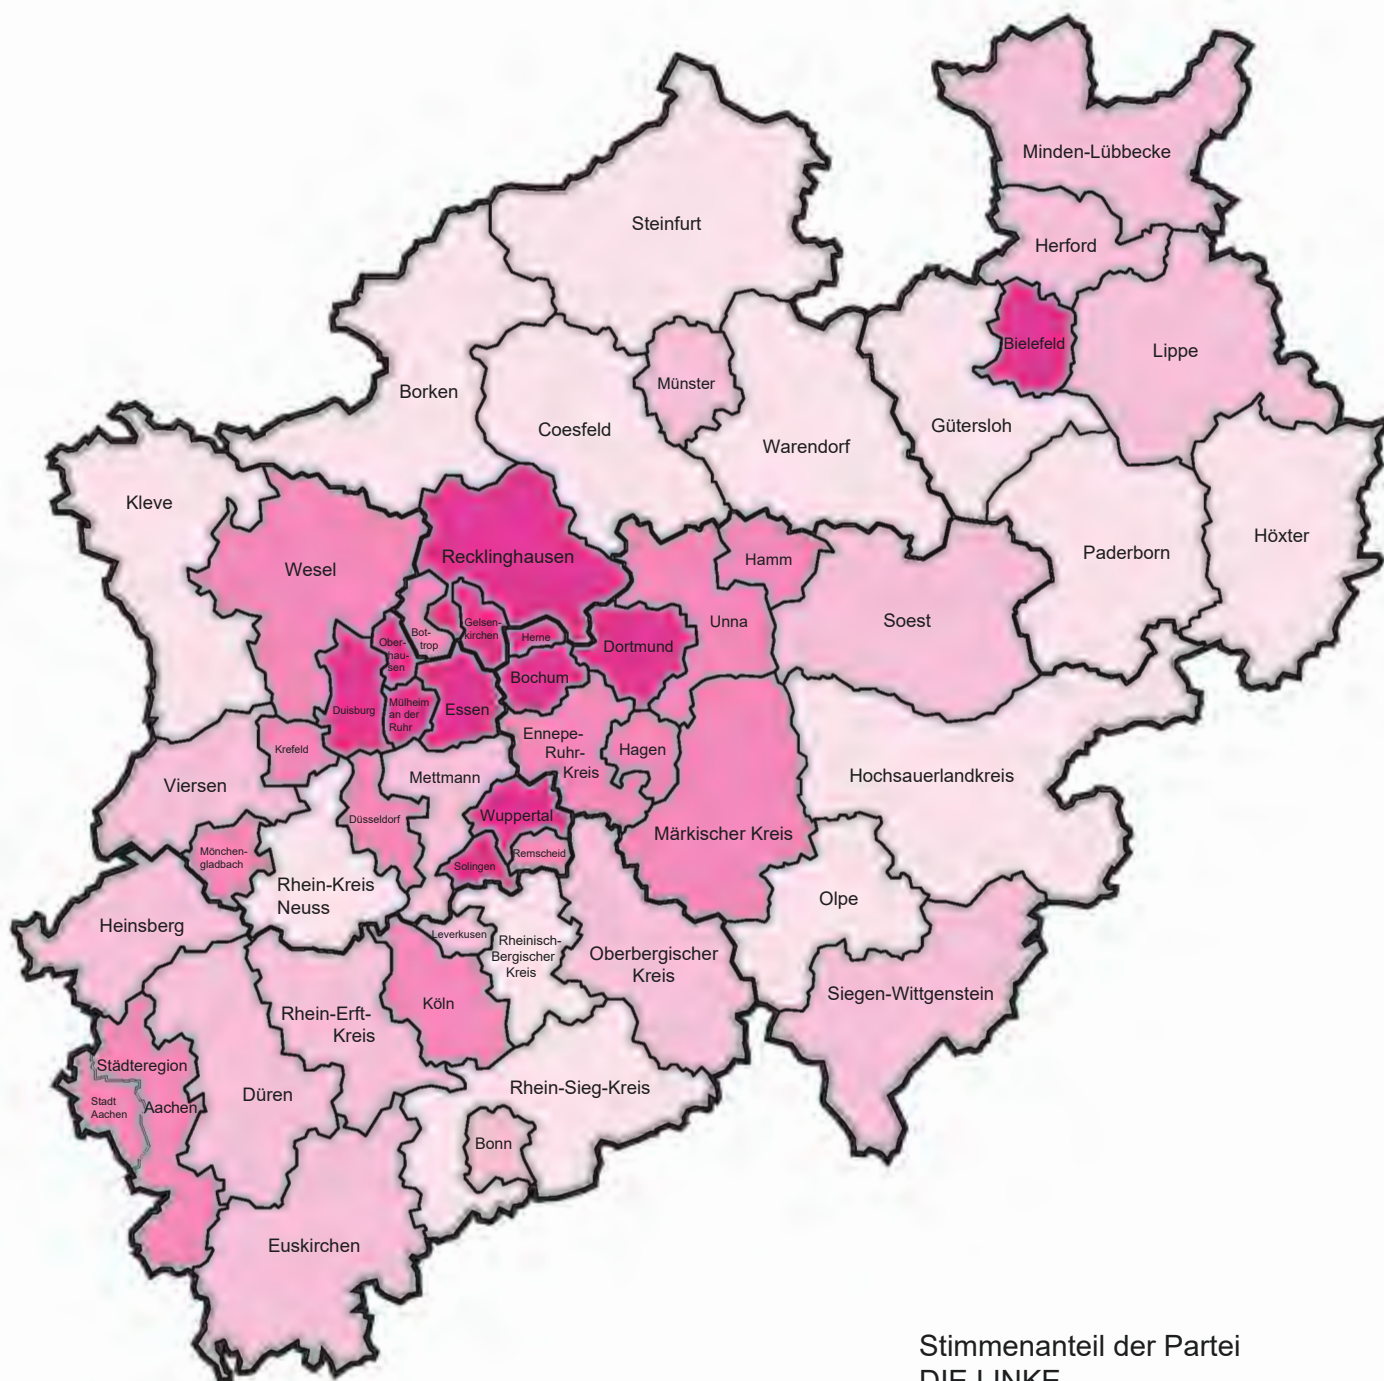 Minden-Lübbecke
Steinfurt
Herford
Bielefeld
Lippe
Borken
Münster
Coesfeld
Gütersloh
Warendorf
Kleve
Höxter
Paderborn
Recklinghausen
Hamm
Wesel
Soest
Unna
Gelsen-
kirchen
Bot-
trop
Herne
Ober-
hau-
sen
Dortmund
Bochum
Duisburg
Mülheim
an der
Ruhr
Essen
Ennepe-
Ruhr-
Kreis
Hagen
Krefeld
Mettmann
Hochsauerlandkreis
Viersen
Düsseldorf
Wuppertal
Märkischer Kreis
Mönchen-
gladbach
Remscheid
Solingen
Rhein-Kreis
Neuss
Olpe
Heinsberg
Leverkusen
Rheinisch-
Bergischer
Kreis
Oberbergischer
Kreis
Siegen-Wittgenstein
Köln
Rhein-Erft-
Kreis
Städteregion
Aachen
Stadt
Aachen
Düren
Rhein-Sieg-Kreis
Bonn
Euskirchen
Stimmenanteil der Partei
DIE LINKE